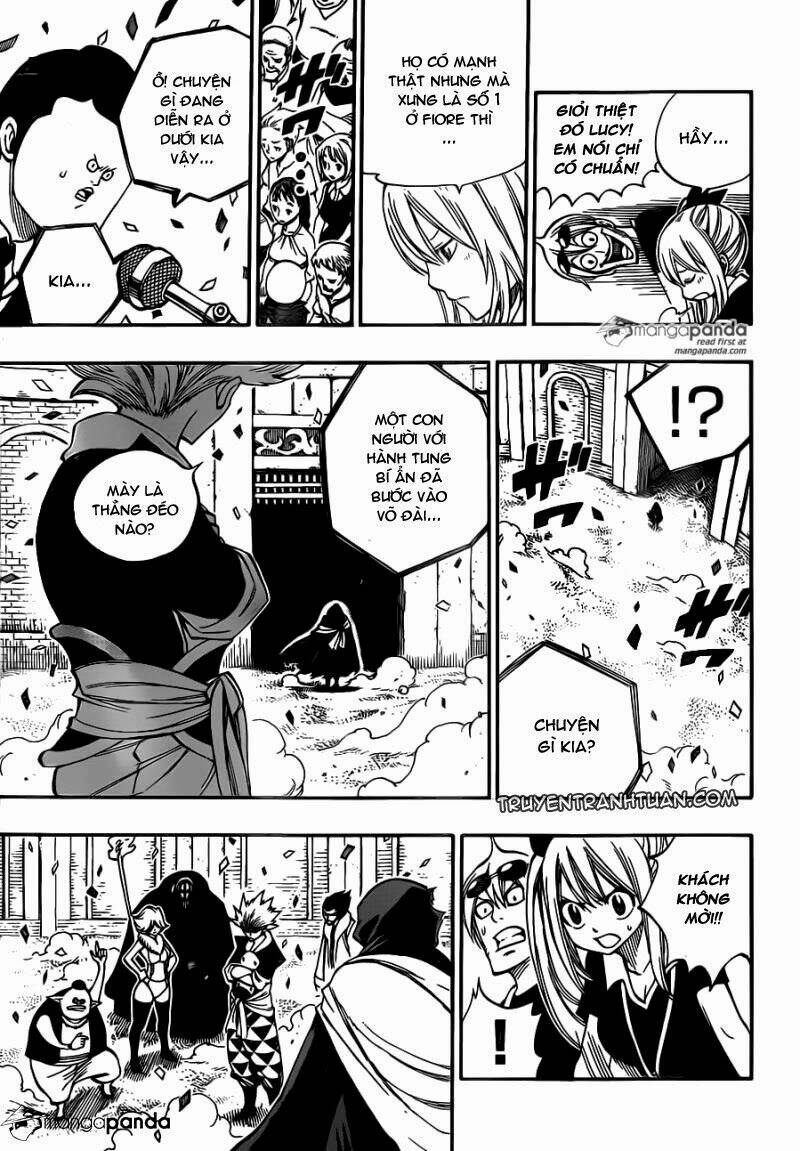 HẦY...
GIỎI THIỆT
ĐÓ LUCY!
EM NÓI CHỈ
CÓ CHUẨN!
HỌ CÓ MẠNH
THẬT NHƯNG MÀ
XƯNG LÀ SỐ 1
Ở FIORE THÌ
...
Ồ! CHUYỆN
GÌ ĐANG
DIỄN RA Ở
DƯỚI KIA
VẬY...
KIA...
mangapanda
read first at
mangapanda.com
!?
CHUYỆN
GÌ KIA?
MỘT CON
NGƯỜI VỚI
HÀNH TUNG
BÍ ẨN ĐÃ
BƯỚC VÀO
VÕ ĐÀI...
MÀY LÀ
THẰNG ĐÉO
NÀO?
TRUYENTRANHTUAN.COM
KHÁCH
KHÔNG
MỜI!!
!
mangapanda